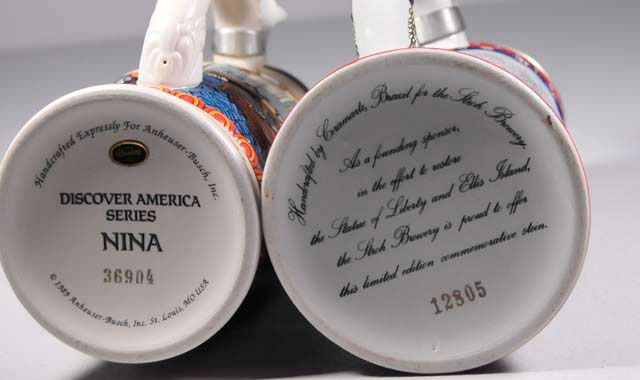 Handcrafted Expressly For Anheuser-Busch, Inc.
DISCOVER AMERICA
SERIES
NINA
36904
© 1989 Anheuser-Busch, Inc. St. Louis, MO USA
Handcrafted by Ceramarte, Brazil for the Stroh Brewery
As a founding sponsor,
in the effort to restore
the Statue of Liberty and Ellis Island,
the Stroh Brewery is proud to offer
this limited edition commemorative stein.
12805